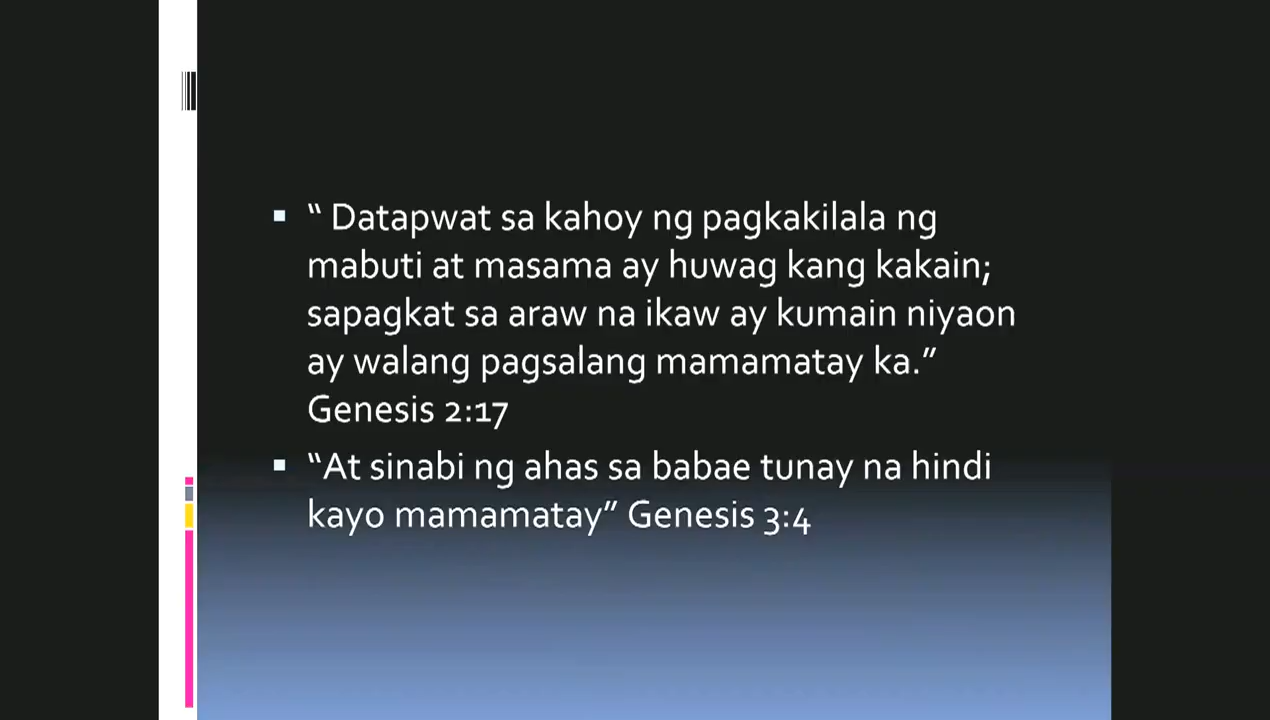 “ Datapwat sa kahoy ng pagkakilala ng
mabuti at masama ay huwag kang kakain;
sapagkat sa araw na ikaw ay kumain niyaon
ay walang pagsalang mamamatay ka.”
Genesis 2:17
“At sinabi ng ahas sa babae tunay na hindi
kayo mamamatay” Genesis 3:4